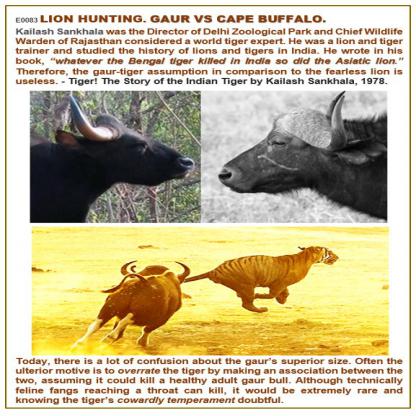 E0083 LION HUNTING. GAUR VS CAPE BUFFALO.
Kailash Sankhala was the Director of Delhi Zoological Park and Chief Wildlife
Warden of Rajasthan considered a world tiger expert. He was a lion and tiger
trainer and studied the history of lions and tigers in India. He wrote in his
book, “whatever the Bengal tiger killed in India so did the Asiatic lion.”
Therefore, the gaur-tiger assumption in comparison to the fearless lion is
useless. - Tiger! The Story of the Indian Tiger by Kailash Sankhala, 1978.
Today, there is a lot of confusion about the gaur’s superior size. Often the
ulterior motive is to overrate the tiger by making an association between the
two, assuming it could kill a healthy adult gaur bull. Although technically
feline fangs reaching a throat can kill, it would be extremely rare and
knowing the tiger’s cowardly temperament doubtful.